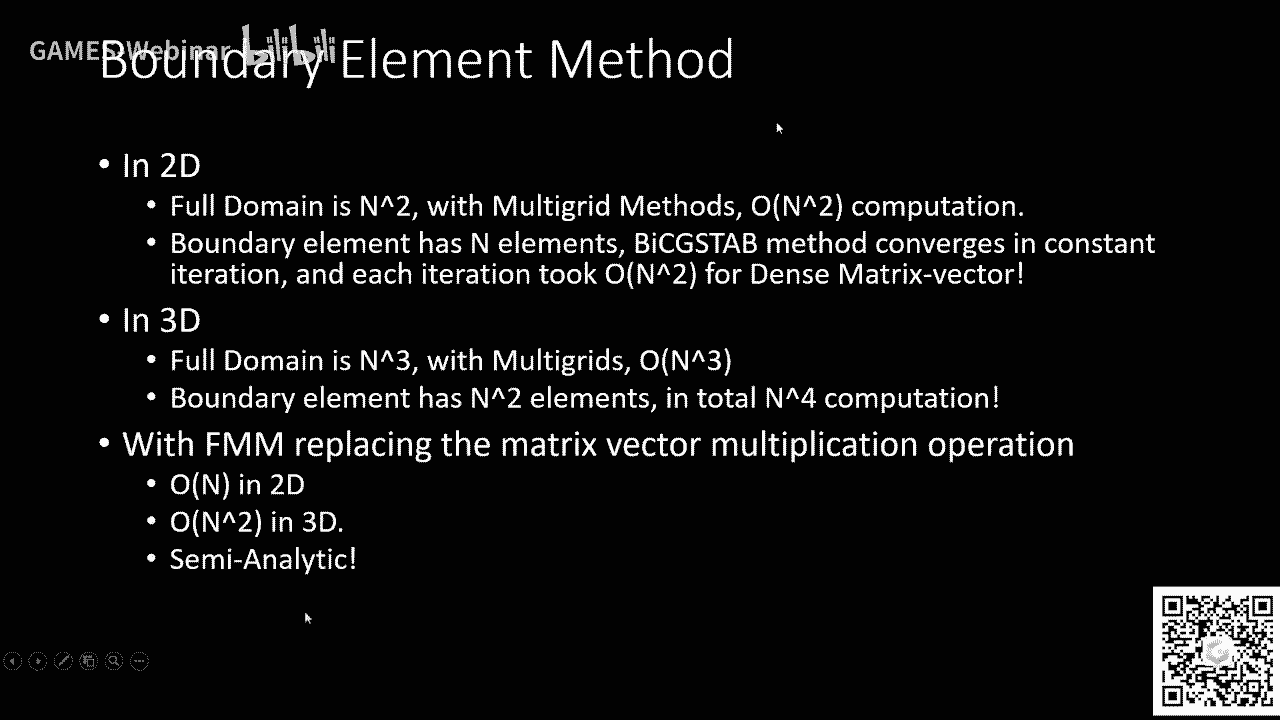 GAMES-Webinar bilibili
Boundary Element Method
• In 2D
• Full Domain is N^2, with Multigrid Methods, O(N^2) computation.
• Boundary element has N elements, BiCGSTAB method converges in constant
iteration, and each iteration took O(N^2) for Dense Matrix-vector!
• In 3D
• Full Domain is N^3, with Multigrids, O(N^3)
• Boundary element has N^2 elements, in total N^4 computation!
• With FMM replacing the matrix vector multiplication operation
• O(N) in 2D
• O(N^2) in 3D.
• Semi-Analytic!